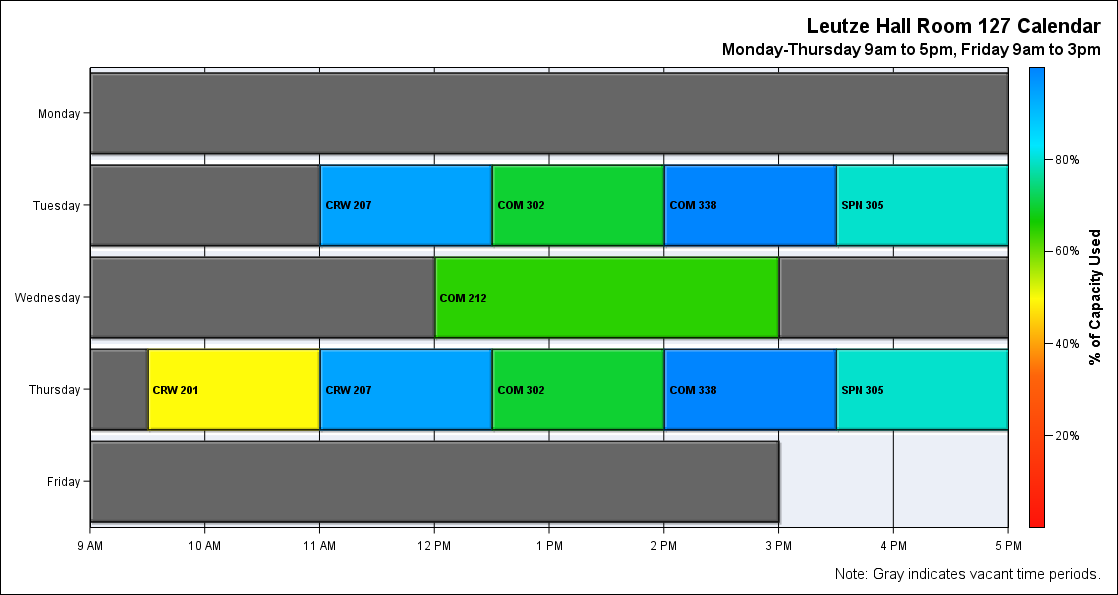 Leutze Hall Room 127 Calendar
Monday-Thursday 9am to 5pm, Friday 9am to 3pm
Monday
Tuesday
CRW 207
COM 302
COM 338
SPN 305
Wednesday
COM 212
Thursday
CRW 201
CRW 207
COM 302
COM 338
SPN 305
Friday
9 AM
10 AM
11 AM
12 PM
1 PM
2 PM
3 PM
4 PM
5 PM
80%
60%
40%
20%
% of Capacity Used
Note: Gray indicates vacant time periods.